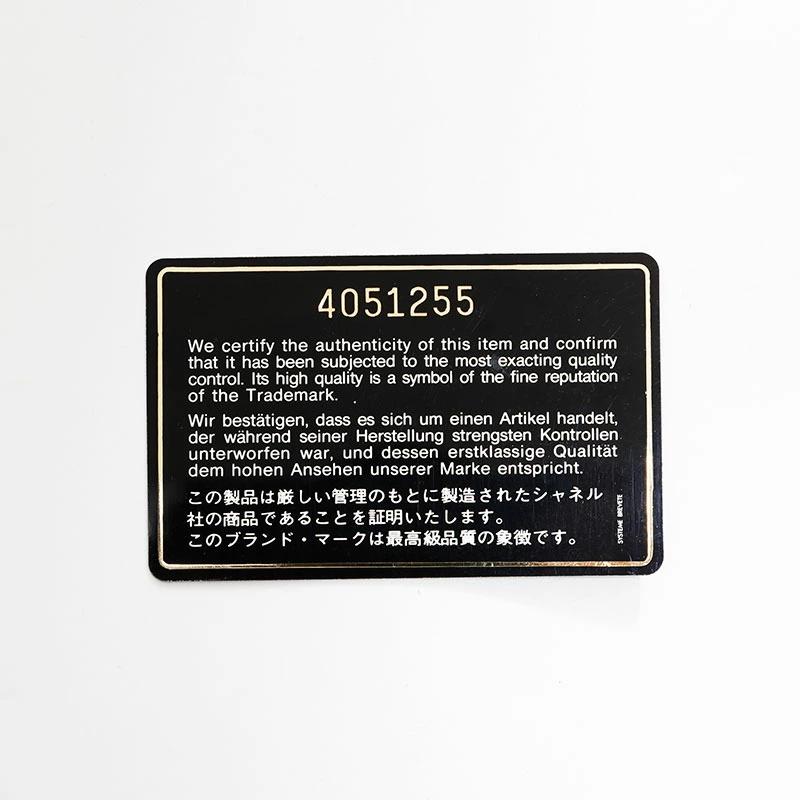 4051255
We certify the authenticity of this item and confirm
that it has been subjected to the most exacting quality
control. Its high quality is a symbol of the fine reputation
of the Trademark.
Wir bestätigen, dass es sich um einen Artikel handelt,
der während seiner Herstellung strengsten Kontrollen
unterworfen war, und dessen erstklassige Qualität
dem hohen Ansehen unserer Marke entspricht.
この製品は厳しい管理のもとに製造されたシャネル
社の商品であることを証明いたします。
このブランド・マークは最高級品質の象徴です。
SYSTEME BREVETE